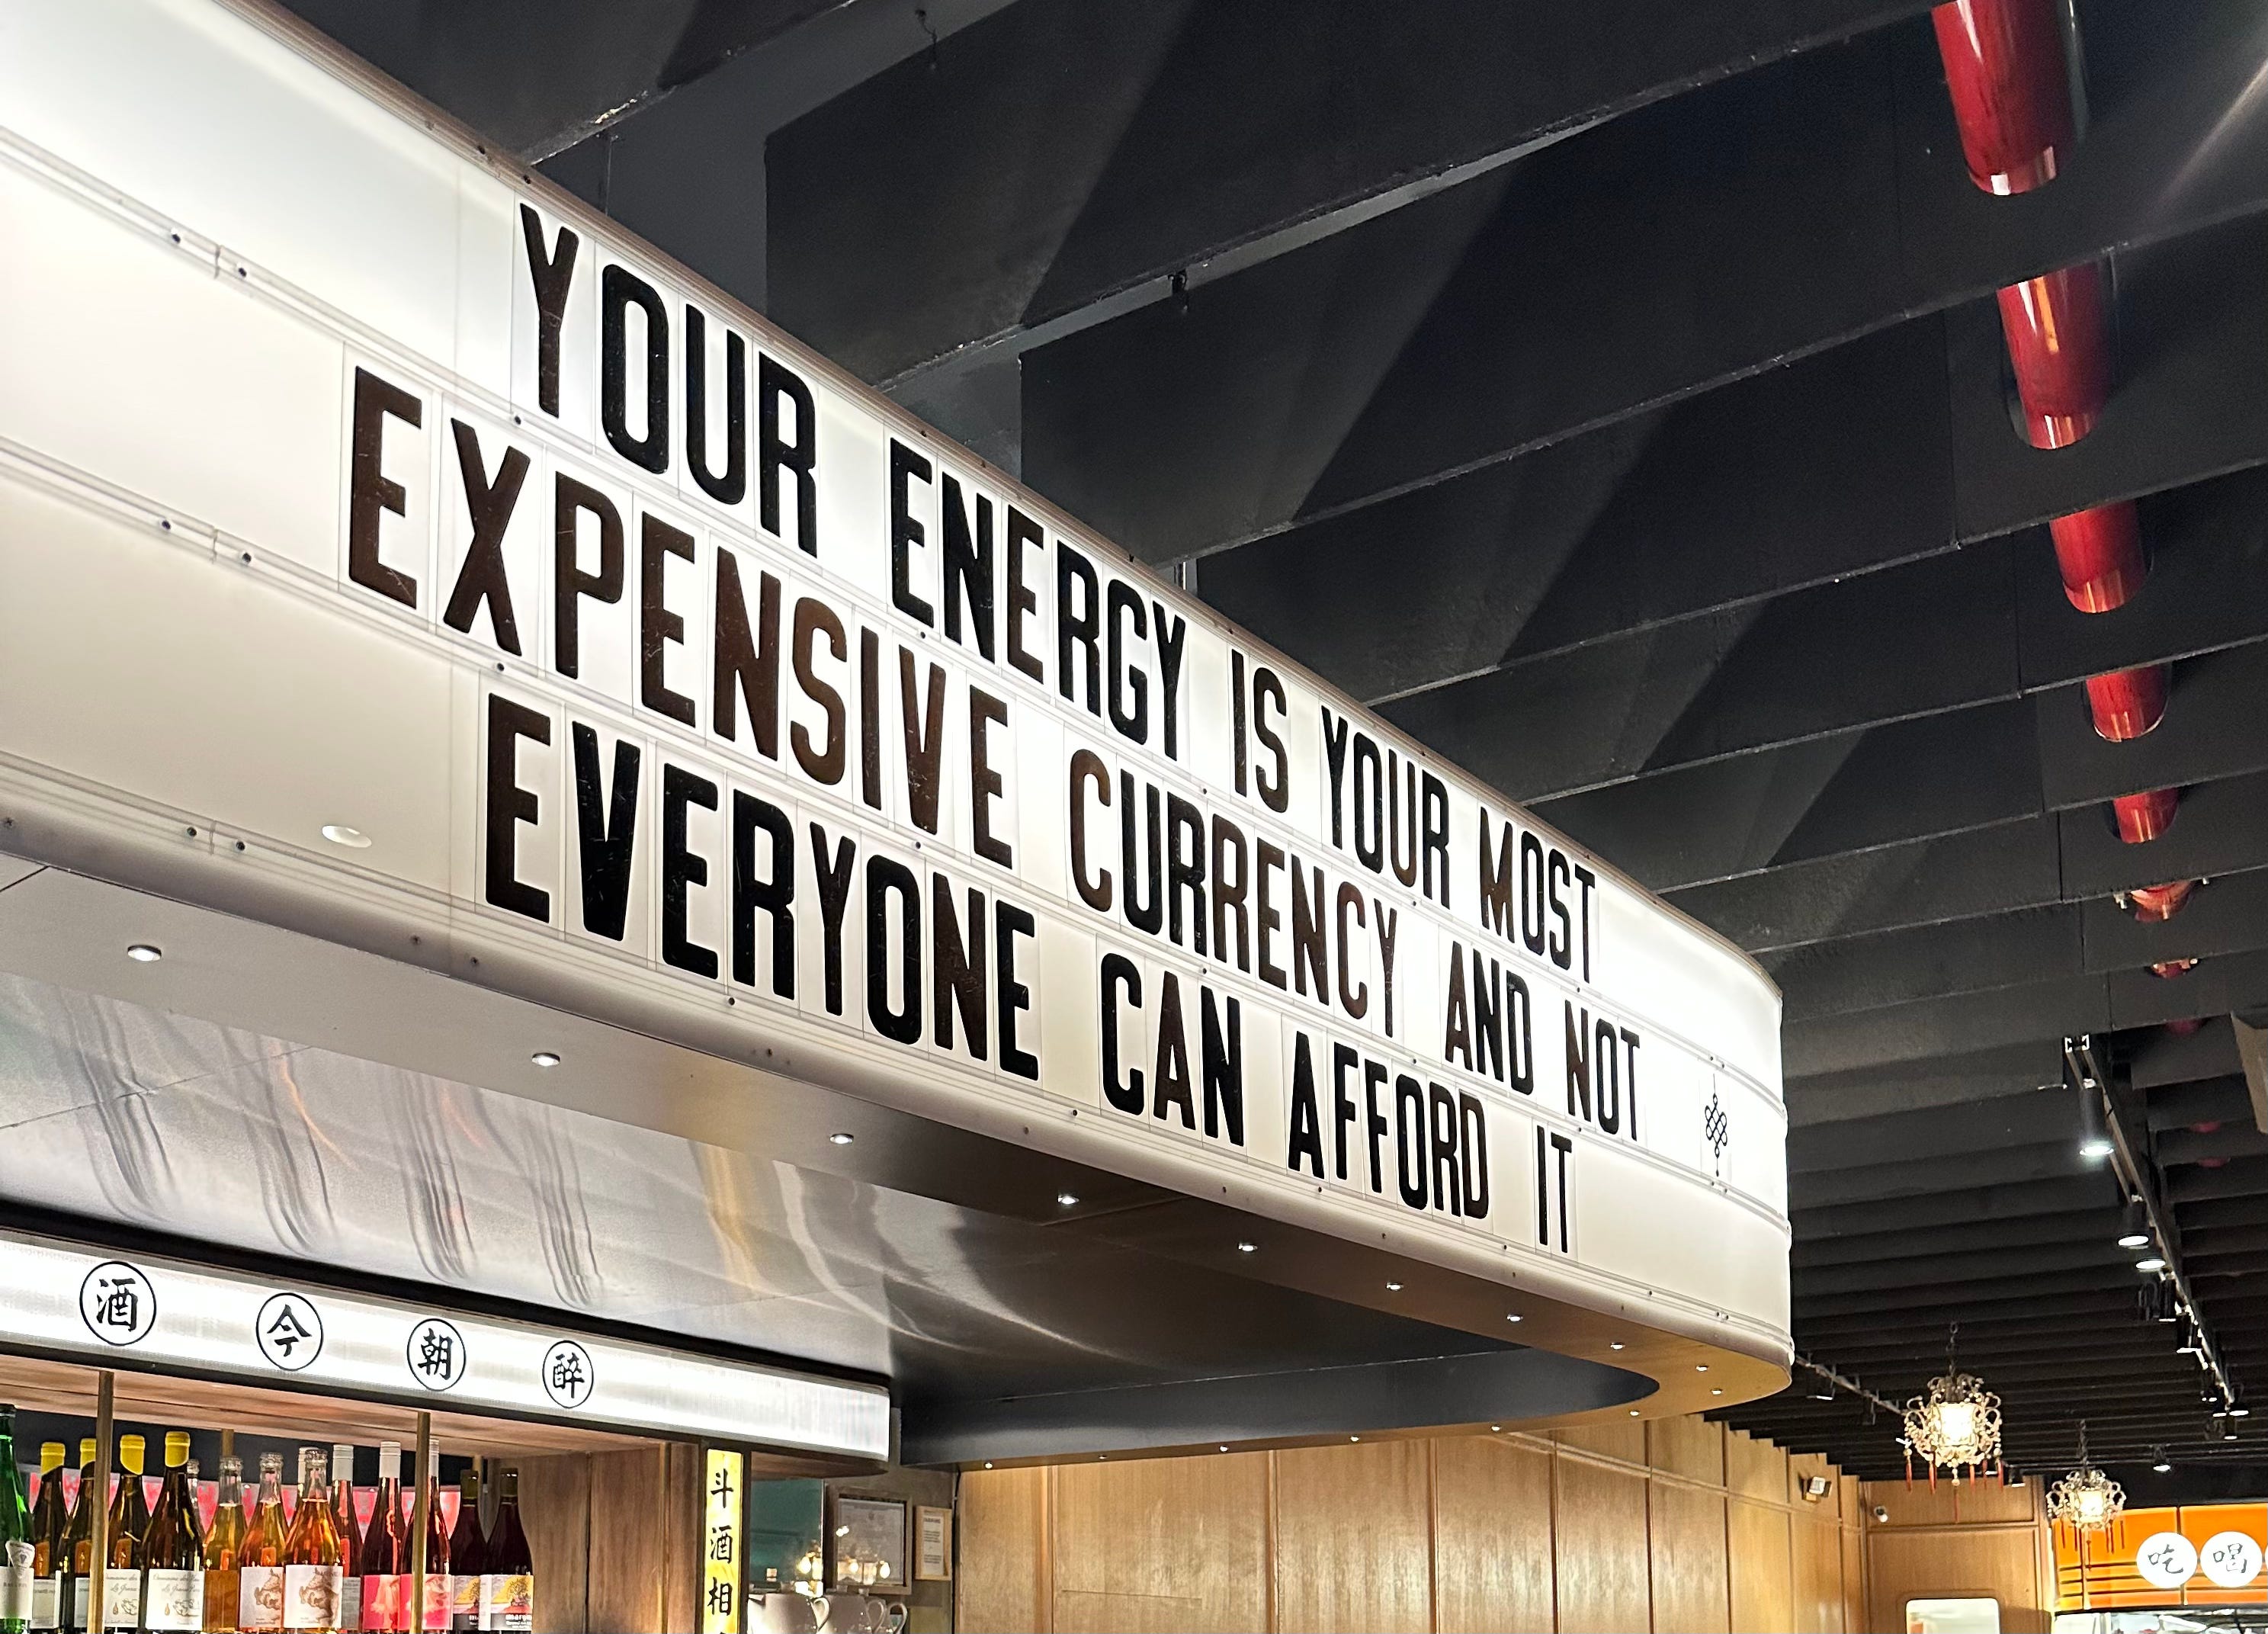 YOUR ENERGY IS YOUR MOST
EXPENSIVE CURRENCY AND NOT
EVERYONE CAN AFFORD IT
酒 今 朝 醉
斗酒相
吃 喝